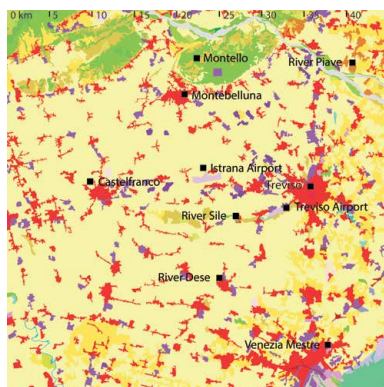 0 km 5 10 15 20 25 30 35 40
Montello
River Piave
Montebelluna
Istrana Airport
Castelfranco
Treviso
Treviso Airport
River Sile
River Dese
Venezia Mestre